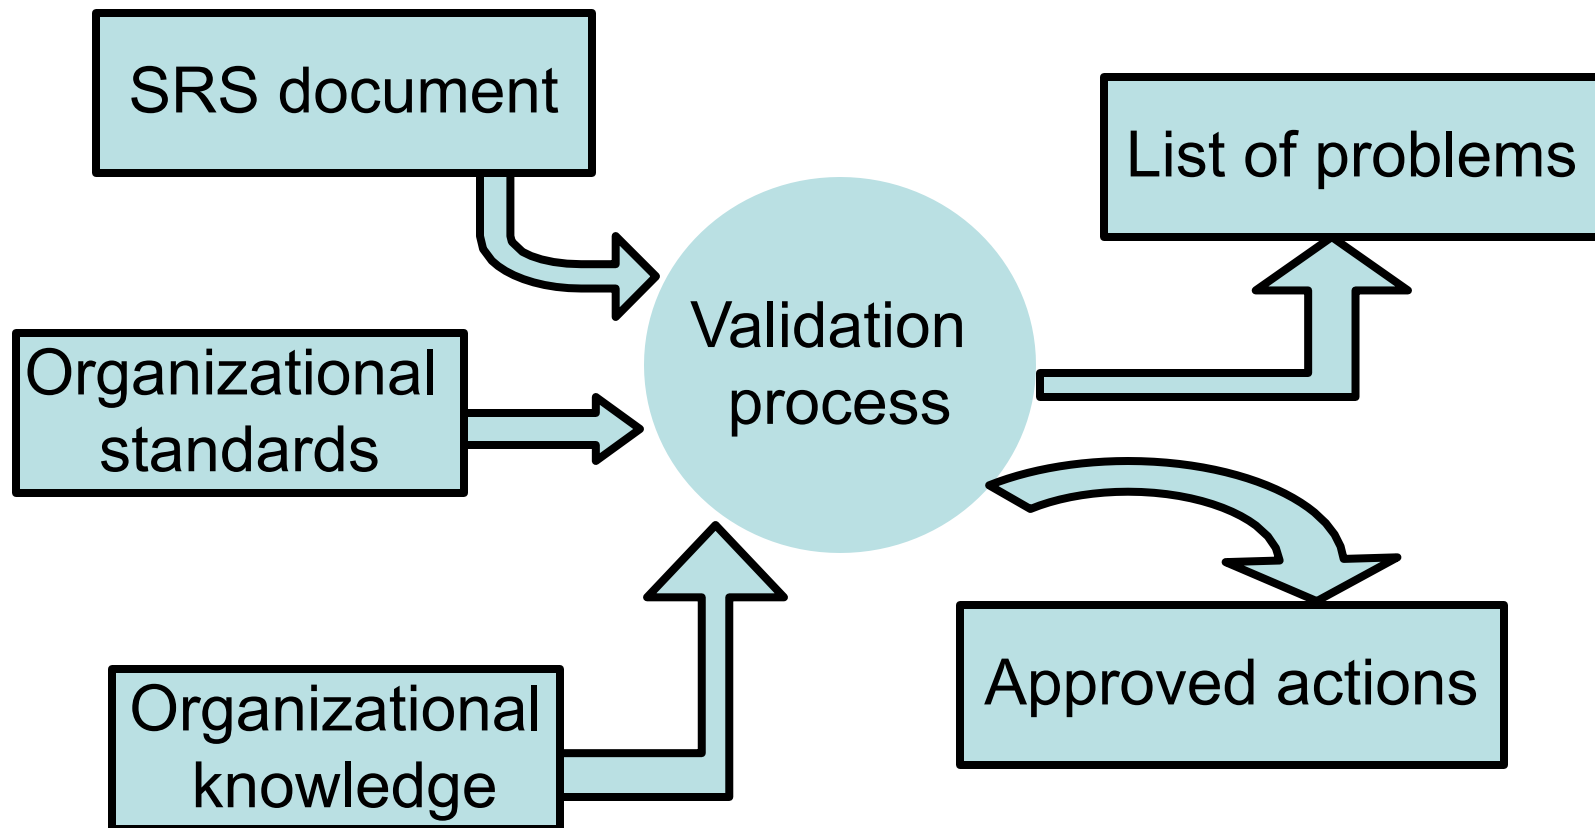 SRS document
List of problems
Validation
process
Organizational
standards
Approved actions
Organizational
knowledge